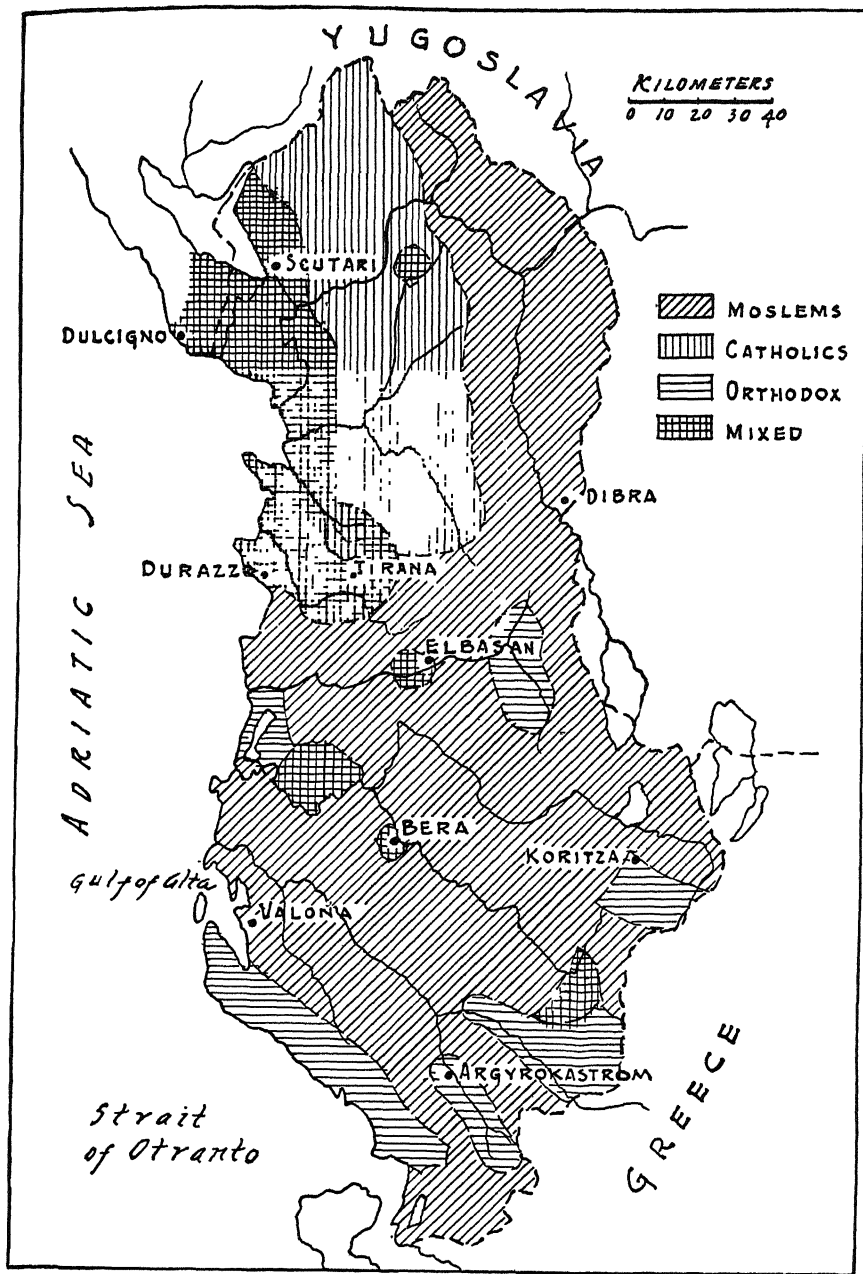 YUGOSLAVIA
KILOMETERS
0 10 20 30 40
SCUTARI
DULCIGNO
MOSLEMS
CATHOLICS
ORTHODOX
MIXED
ADRIATIC SEA
DIBRA
DURAZZO
TIRANA
ELBASAN
BERA
KORITZA
Gulf of Alta
VALONA
ARGYROKASTROM
Strait
of Otranto
GREECE